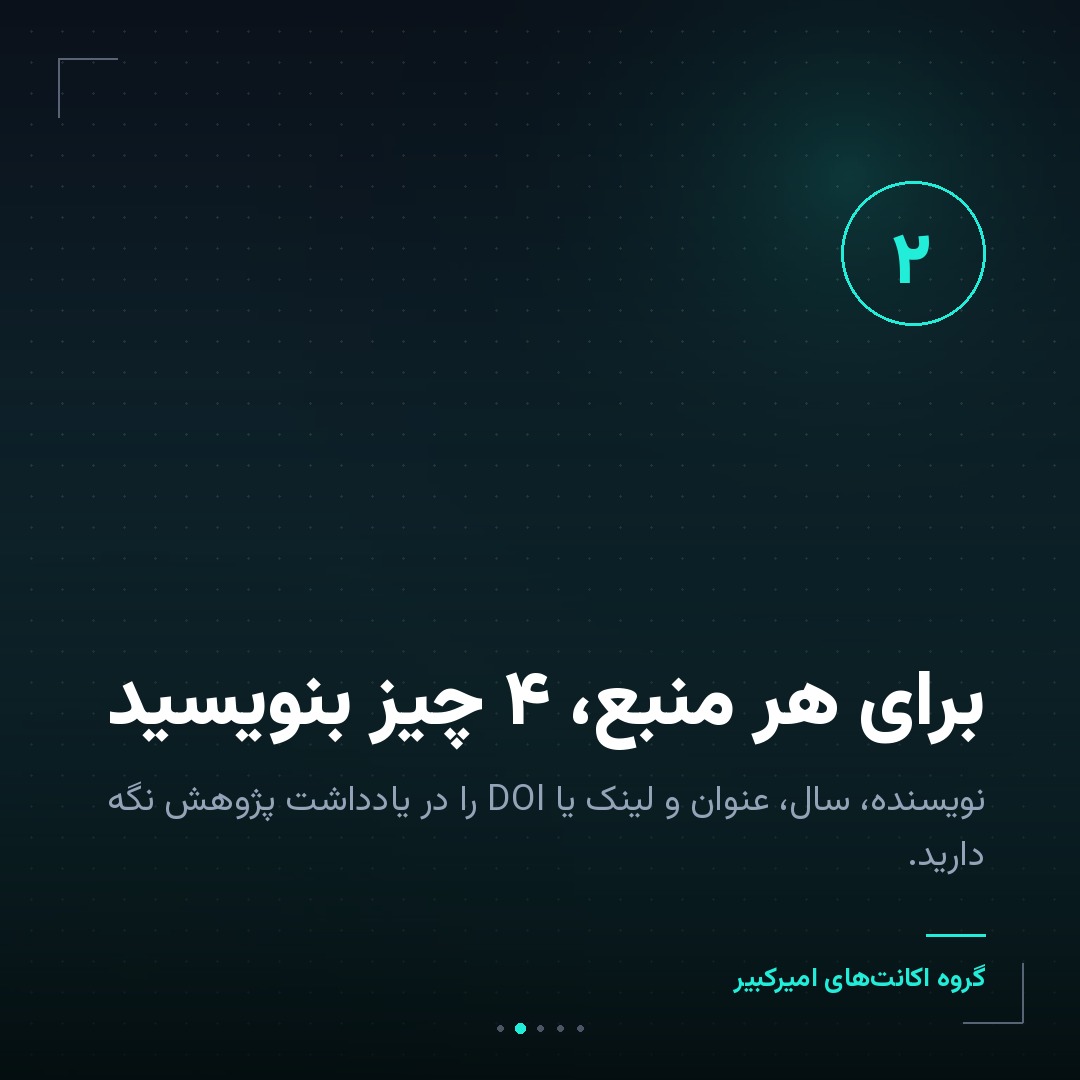 ۲
برای هر منبع، ۴ چیز بنویسید
نویسنده، سال، عنوان و لینک یا DOI را در یادداشت پژوهش نگه
دارید.
گروه اکانت‌های امیرکبیر